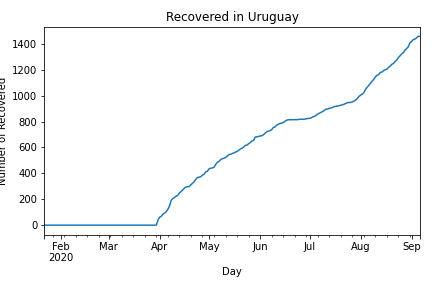 Recovered in Uruguay
Number of Recovered
1400
1200
1000
800
600
400
200
0
Feb Mar Apr May Jun Jul Aug Sep
2020
Day